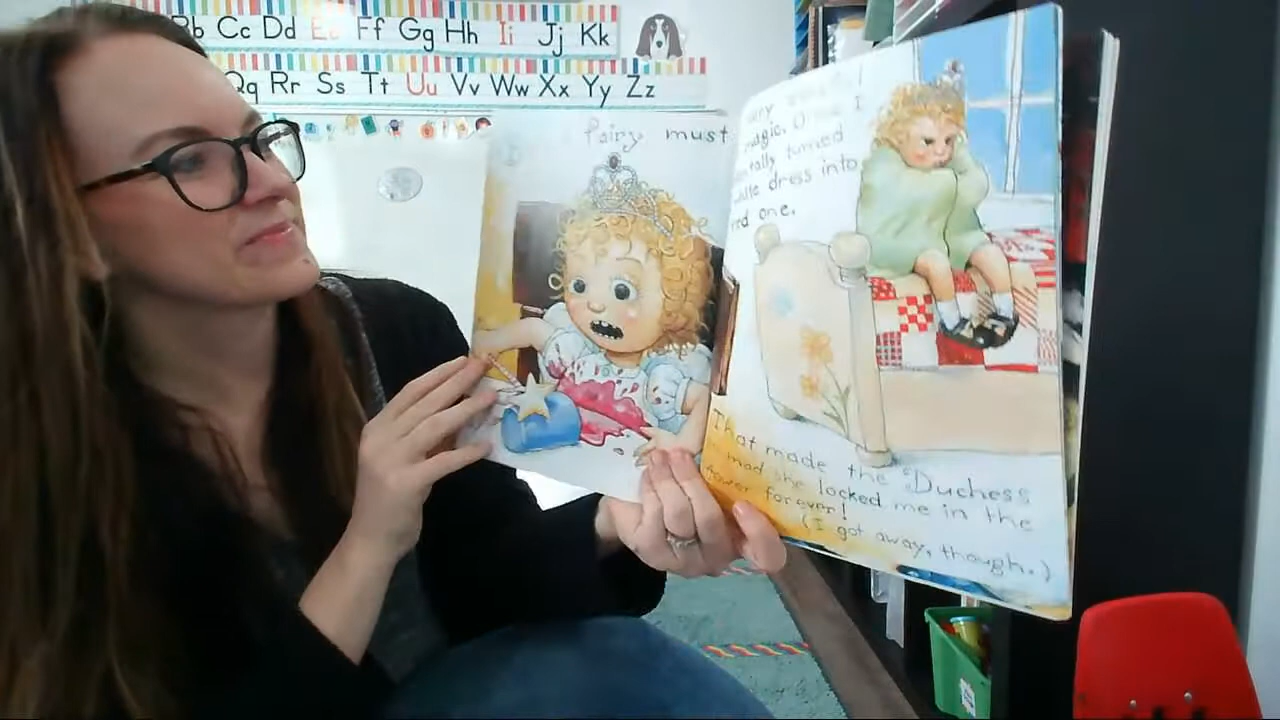 Bb Cc Dd Ee Ff Gg Hh Ii Jj Kk
Qq Rr Ss Tt Uu Vv Ww Xx Yy Zz
fairy must
magic. I
turned
dress into
one.
That made the Duchess
mad she locked me in the
tower forever!
(I got away, though.)